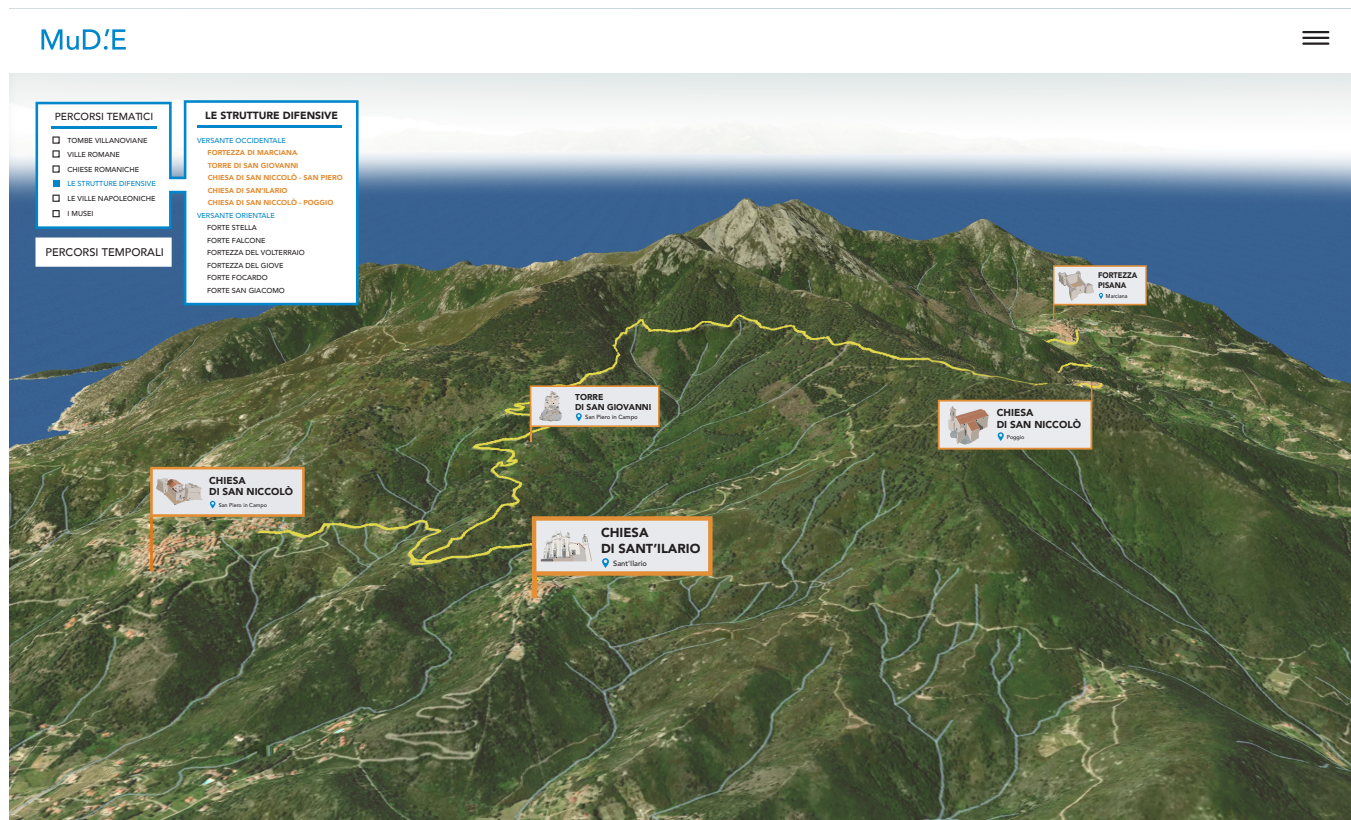 MuD.'E
PERCORSI TEMATICI
TOMBE VILLANOVIANE
VILLE ROMANE
CHIESE ROMANICHE
LE STRUTTURE DIFENSIVE
LE VILLE NAPOLEONICHE
I MUSEI
PERCORSI TEMPORALI
LE STRUTTURE DIFENSIVE
VERSANTE OCCIDENTALE
FORTEZZA DI MARCIANA
TORRE DI SAN GIOVANNI
CHIESA DI SAN NICCOLÒ - SAN PIERO
CHIESA DI SAN'ILARIO
CHIESA DI SAN NICCOLÒ - POGGIO
VERSANTE ORIENTALE
FORTE STELLA
FORTE FALCONE
FORTEZZA DEL VOLTERRAIO
FORTEZZA DEL GIOVE
FORTE FOCARDO
FORTE SAN GIACOMO
FORTEZZA
PISANA
Marciana
TORRE
DI SAN GIOVANNI
San Piero in Campo
CHIESA
DI SAN NICCOLÒ
Poggio
CHIESA
DI SAN NICCOLÒ
San Piero in Campo
CHIESA
DI SANT'ILARIO
Sant'Ilario